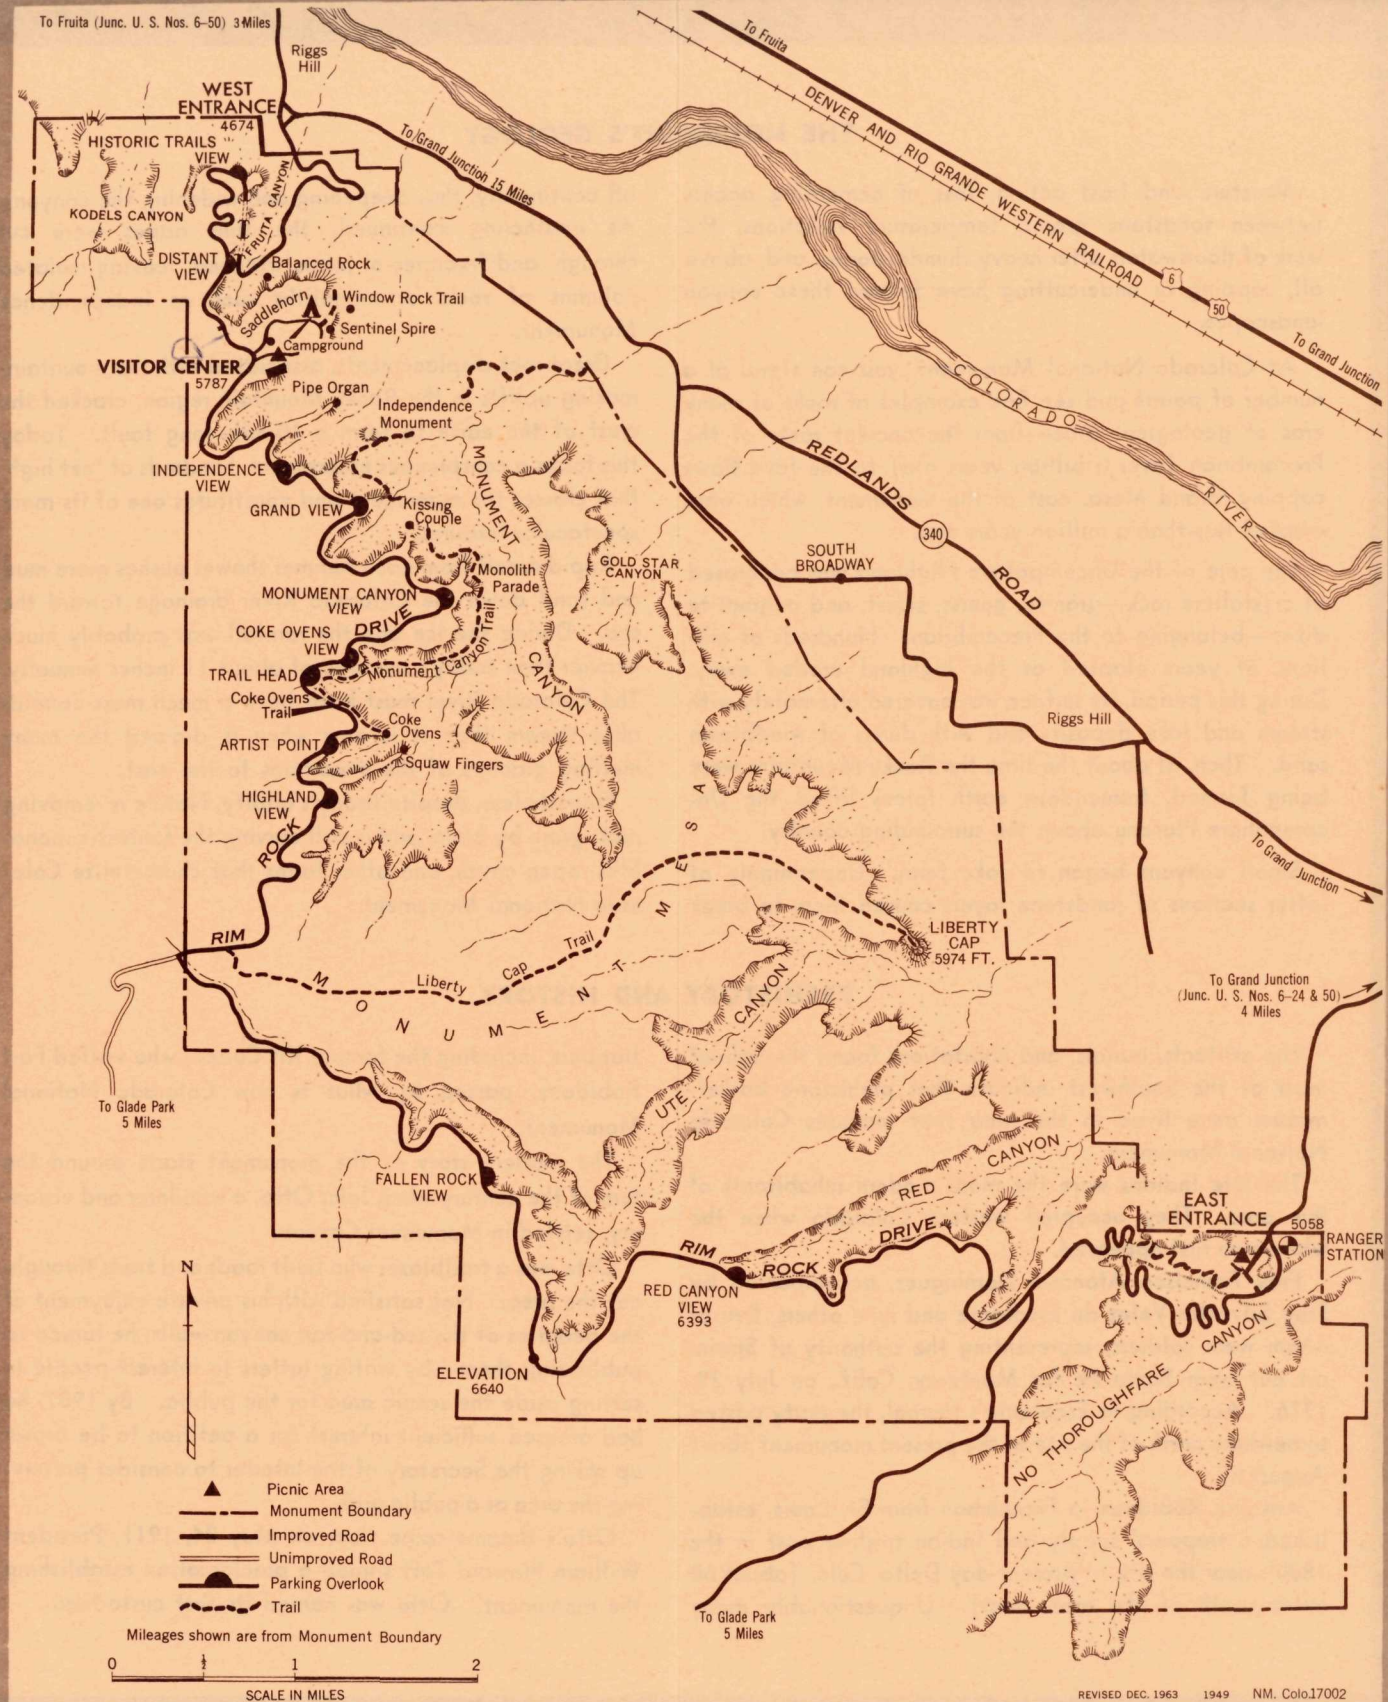 To Fruita (Junc. U. S. Nos. 6–50) 3 Miles
Riggs
Hill
To Fruita
WEST
ENTRANCE
4674
DENVER AND RIO GRANDE WESTERN RAILROAD
6
50
To Grand Junction
HISTORIC TRAILS
VIEW
To Grand Junction 15 Miles
FRUITA CANYON
KODELS CANYON
DISTANT
VIEW
Balanced Rock
Saddlehorn
Window Rock Trail
Sentinel Spire
Campground
VISITOR CENTER
5787
Pipe Organ
Independence
Monument
COLORADO
RIVER
INDEPENDENCE
VIEW
GRAND VIEW
Kissing
Couple
MONUMENT
CANYON
REDLANDS
340
ROAD
SOUTH
BROADWAY
GOLD STAR
CANYON
Monolith
Parade
MONUMENT CANYON
VIEW
COKE OVENS
VIEW
DRIVE
TRAIL HEAD
Monument Canyon Trail
Coke Ovens
Trail
Coke
Ovens
ARTIST POINT
Squaw Fingers
Riggs Hill
HIGHLAND
VIEW
ROCK
RIM
To Grand Junction
MONUMENT MESA
Liberty Cap Trail
LIBERTY
CAP
5974 FT.
To Grand Junction
(Junc. U. S. Nos. 6–24 & 50)
4 Miles
UTE CANYON
To Glade Park
5 Miles
FALLEN ROCK
VIEW
RED CANYON
EAST
ENTRANCE
5058
RANGER
STATION
RIM ROCK DRIVE
RED CANYON
VIEW
6393
N
ELEVATION
6640
NO THOROUGHFARE CANYON
Picnic Area
Monument Boundary
Improved Road
Unimproved Road
Parking Overlook
Trail
Mileages shown are from Monument Boundary
0 ½ 1 2
SCALE IN MILES
To Glade Park
5 Miles
REVISED DEC. 1963 1949 NM. Colo.17002